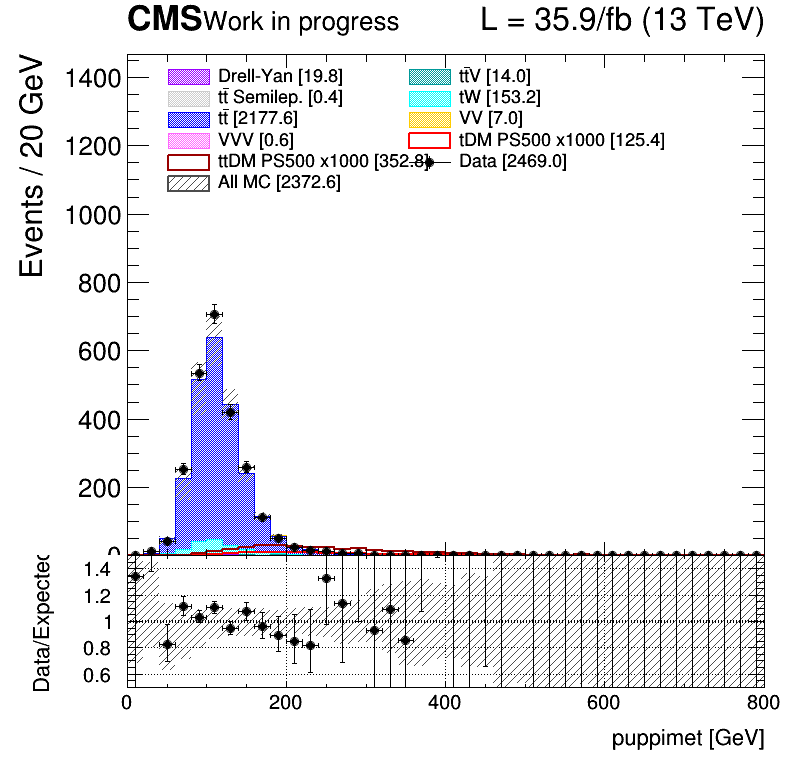 CMS Work in progress L = 35.9/fb (13 TeV)
Events / 20 GeV
1400
1200
1000
800
600
400
200
0
Drell-Yan [19.8]
tt̄ Semilep. [0.4]
tt̄ [2177.6]
VVV [0.6]
ttDM PS500 x1000 [352.8]
All MC [2372.6]
tt̄V [14.0]
tW [153.2]
VV [7.0]
tDM PS500 x1000 [125.4]
Data [2469.0]
Data/Expected
1.4
1.2
1
0.8
0.6
0 200 400 600 800
puppimet [GeV]